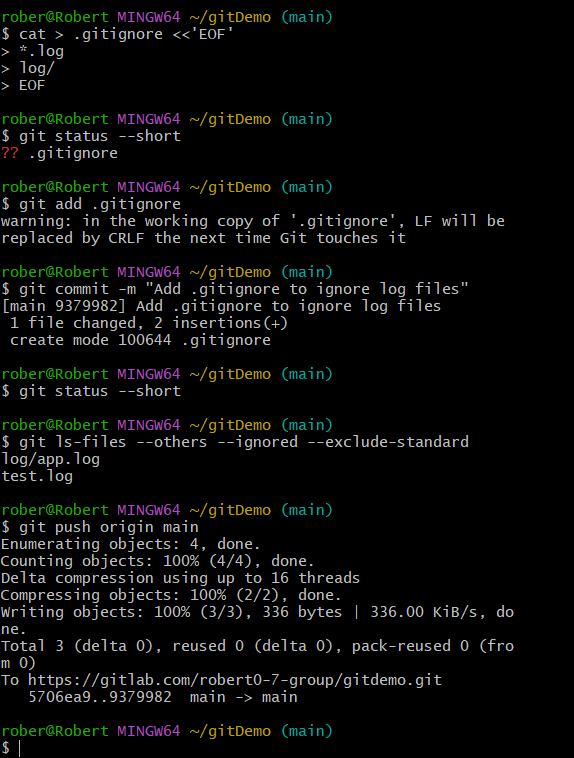 rober@Robert MINGW64 ~/gitDemo (main)
$ cat > .gitignore <<'EOF'
> *.log
> log/
> EOF
rober@Robert MINGW64 ~/gitDemo (main)
$ git status --short
?? .gitignore
rober@Robert MINGW64 ~/gitDemo (main)
$ git add .gitignore
warning: in the working copy of '.gitignore', LF will be
replaced by CRLF the next time Git touches it
rober@Robert MINGW64 ~/gitDemo (main)
$ git commit -m "Add .gitignore to ignore log files"
[main 9379982] Add .gitignore to ignore log files
 1 file changed, 2 insertions(+)
 create mode 100644 .gitignore
rober@Robert MINGW64 ~/gitDemo (main)
$ git status --short
rober@Robert MINGW64 ~/gitDemo (main)
$ git ls-files --others --ignored --exclude-standard
log/app.log
test.log
rober@Robert MINGW64 ~/gitDemo (main)
$ git push origin main
Enumerating objects: 4, done.
Counting objects: 100% (4/4), done.
Delta compression using up to 16 threads
Compressing objects: 100% (2/2), done.
Writing objects: 100% (3/3), 336 bytes | 336.00 KiB/s, do
ne.
Total 3 (delta 0), reused 0 (delta 0), pack-reused 0 (fro
m 0)
To https://gitlab.com/robert0-7-group/gitdemo.git
   5706ea9..9379982  main -> main
rober@Robert MINGW64 ~/gitDemo (main)
$